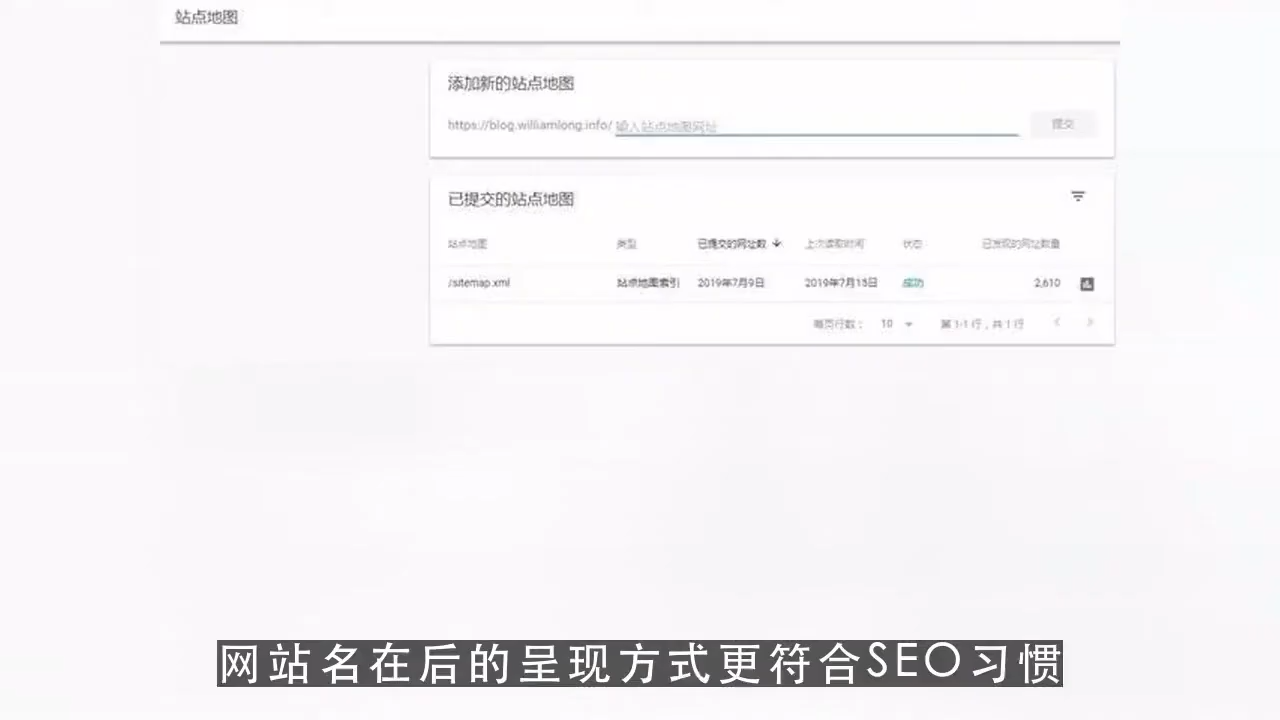 站点地图
添加新的站点地图
https://blog.williamlong.info/ 输入站点地图网址 提交
已提交的站点地图
站点地图 类型 已提交的网址数 上次读取时间 状态 已发现的网址数量
/sitemap.xml 站点地图索引 2019年7月9日 2019年7月15日 成功 2,610
每页行数： 10 第 1-1 行，共 1 行
网站名在后的呈现方式更符合SEO习惯